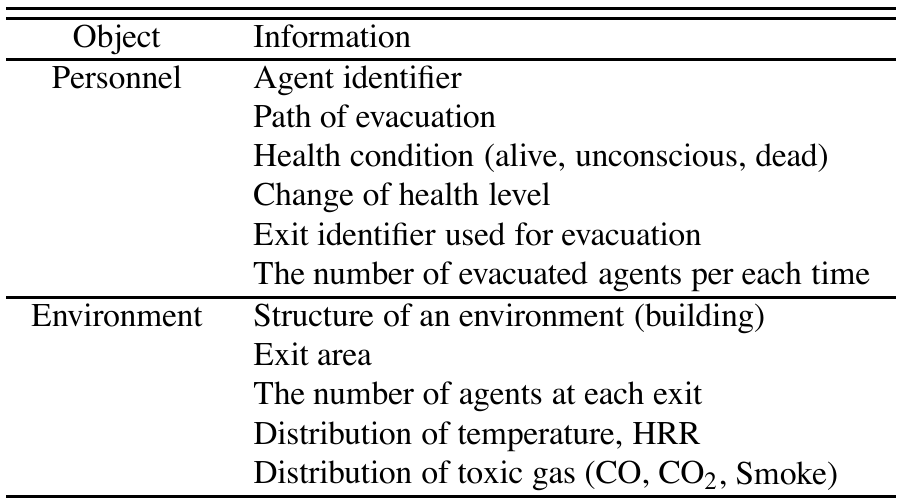 Object Information
Personnel Agent identifier
Path of evacuation
Health condition (alive, unconscious, dead)
Change of health level
Exit identifier used for evacuation
The number of evacuated agents per each time
Environment Structure of an environment (building)
Exit area
The number of agents at each exit
Distribution of temperature, HRR
Distribution of toxic gas (CO, CO₂, Smoke)